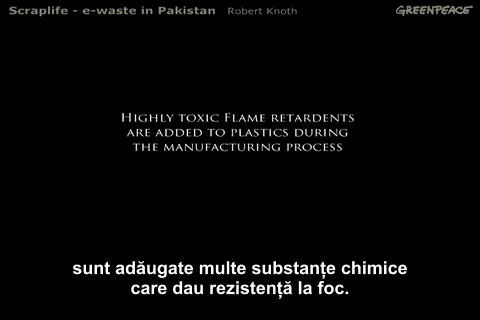 Scraplife - e-waste in Pakistan Robert Knoth GREENPEACE
HIGHLY TOXIC FLAME RETARDENTS
ARE ADDED TO PLASTICS DURING
THE MANUFACTURING PROCESS
sunt adăugate multe substanțe chimice
care dau rezistență la foc.